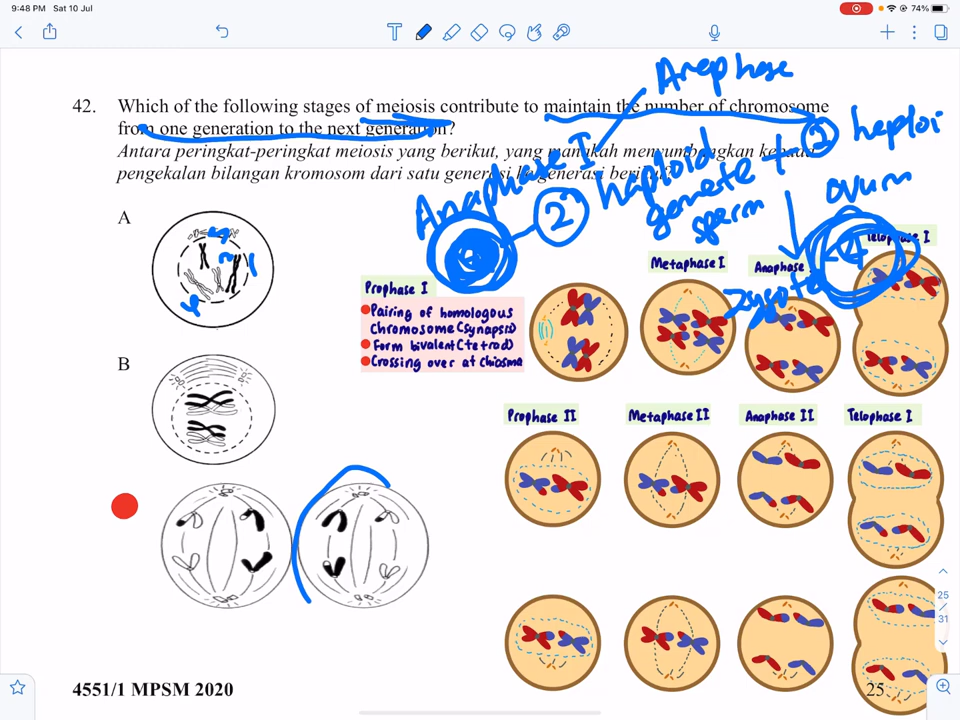 9:48 PM Sat 10 Jul
74%
42. Which of the following stages of meiosis contribute to maintain the number of chromosome
from one generation to the next generation?
Antara peringkat-peringkat meiosis yang berikut, yang manakah menyumbangkan kepada
pengekalan bilangan kromosom dari satu generasi ke generasi berikut?
Anaphase
Anaphase I
2
haploid
gamete
sperm
+
2
haploi
ovum
zygote
4
A
Prophase I
Pairing of homologous
Chromosome (synapsis)
Form bivalent (tetrad)
Crossing over at chiasma
Metaphase I
Anaphase
Telophase I
B
Prophase II
Metaphase II
Anaphase II
Telophase I
25
/
31
4551/1 MPSM 2020
25